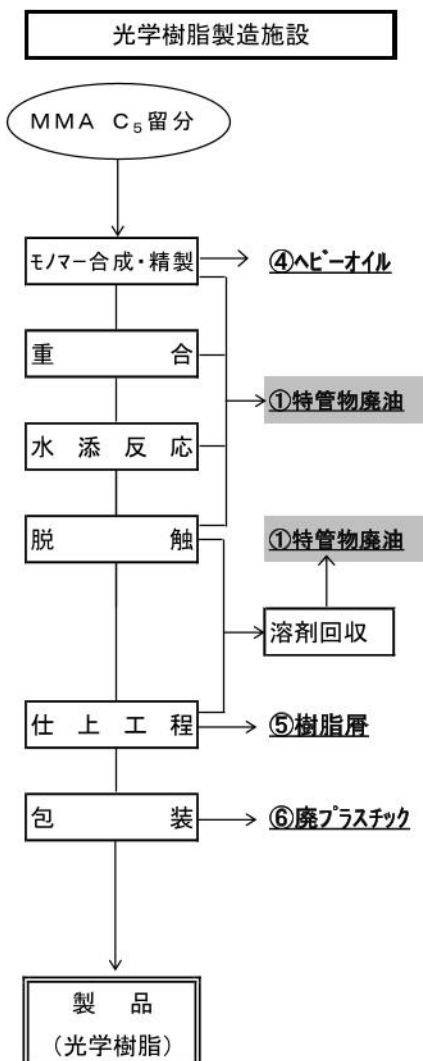 光学樹脂製造施設
MMA C₅留分
モノマー合成・精製
④ヘビーオイル
重 合
①特管物廃油
水 添 反 応
脱 触
①特管物廃油
溶剤回収
仕 上 工 程
⑤樹脂屑
包 装
⑥廃プラスチック
製 品
(光学樹脂)